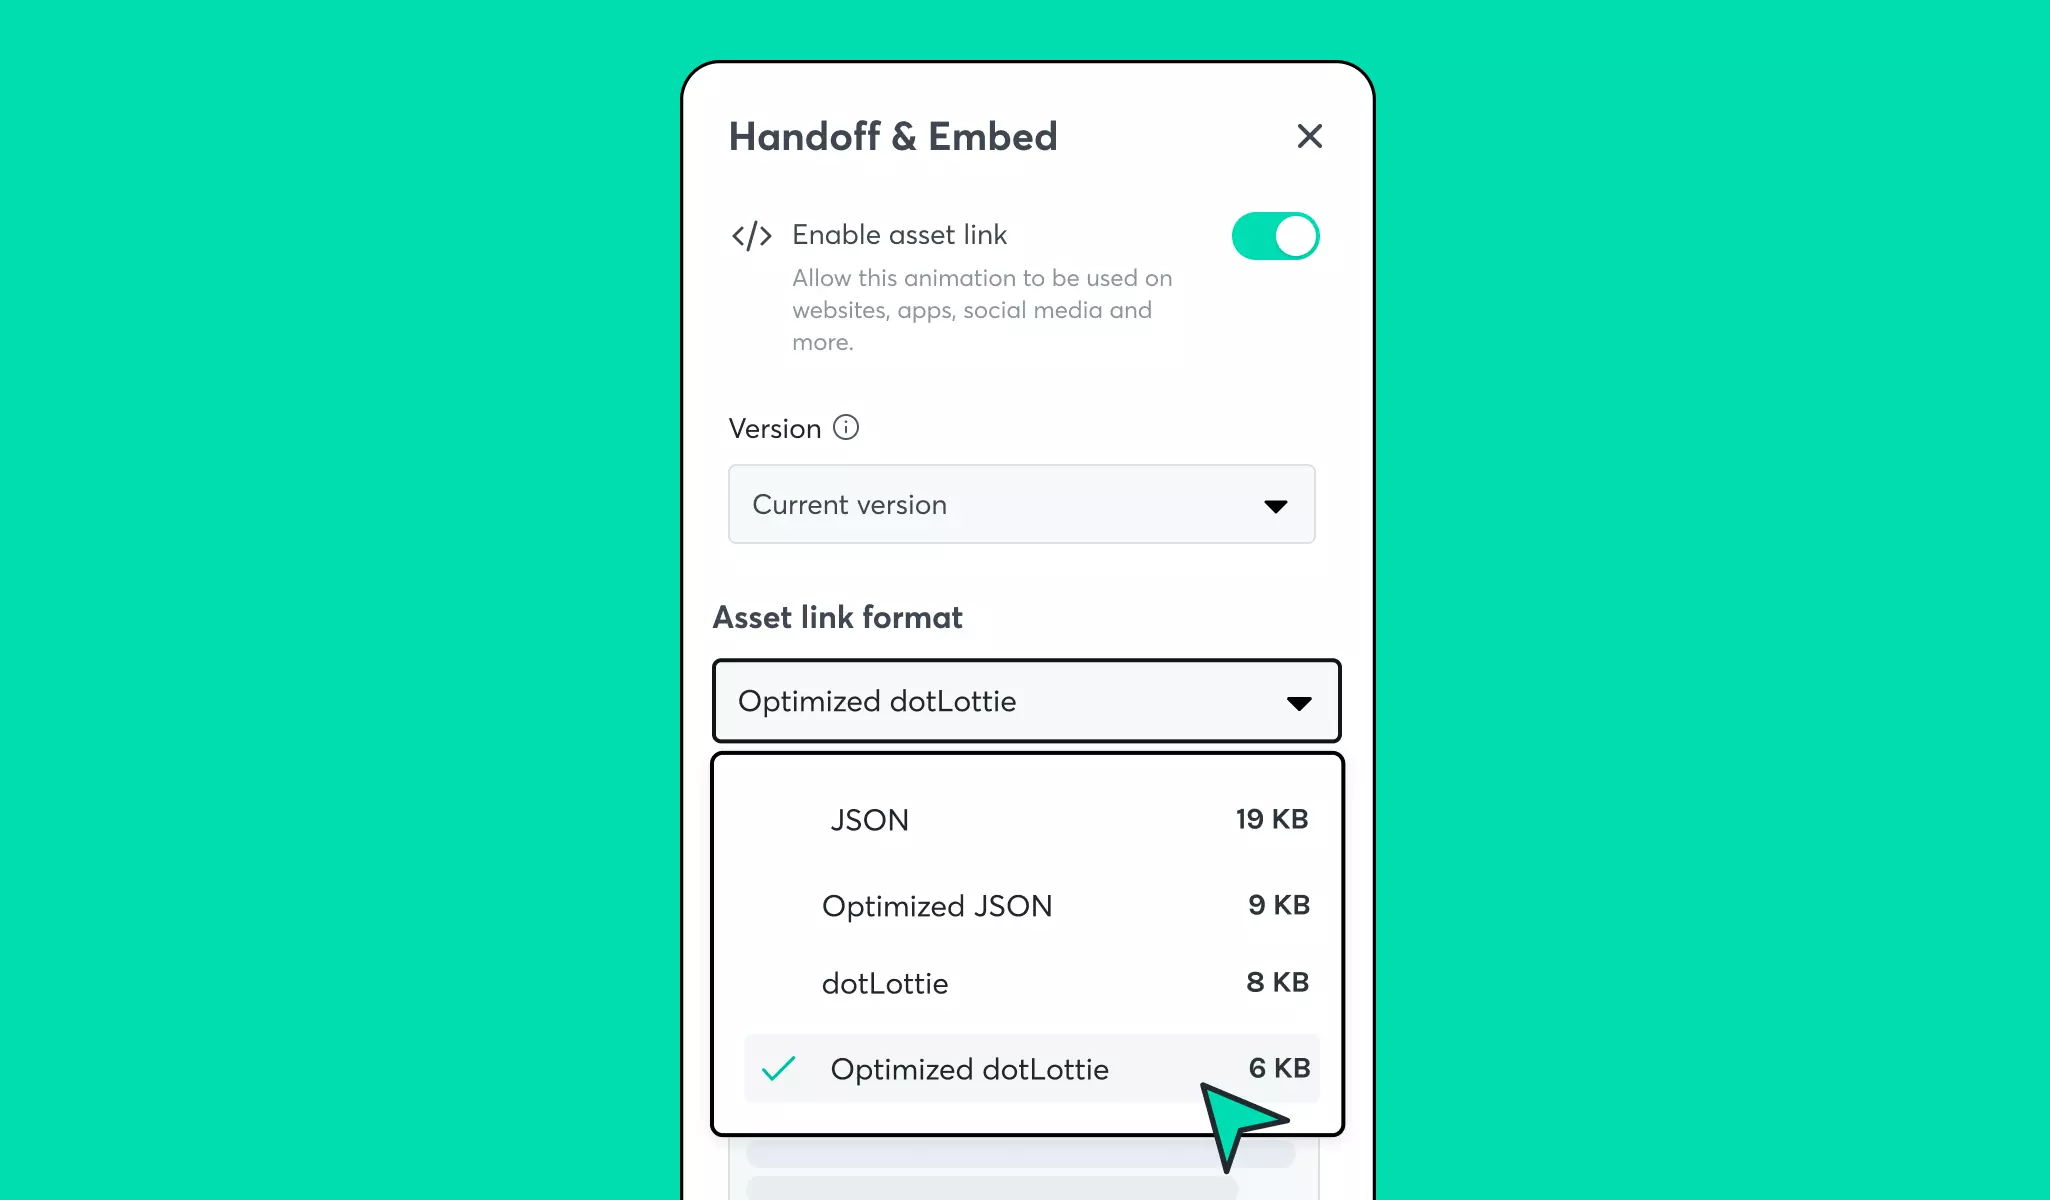 Handoff & Embed
</> Enable asset link
Allow this animation to be used on
websites, apps, social media and
more.
Version
Current version
Asset link format
Optimized dotLottie
JSON 19 KB
Optimized JSON 9 KB
dotLottie 8 KB
Optimized dotLottie 6 KB